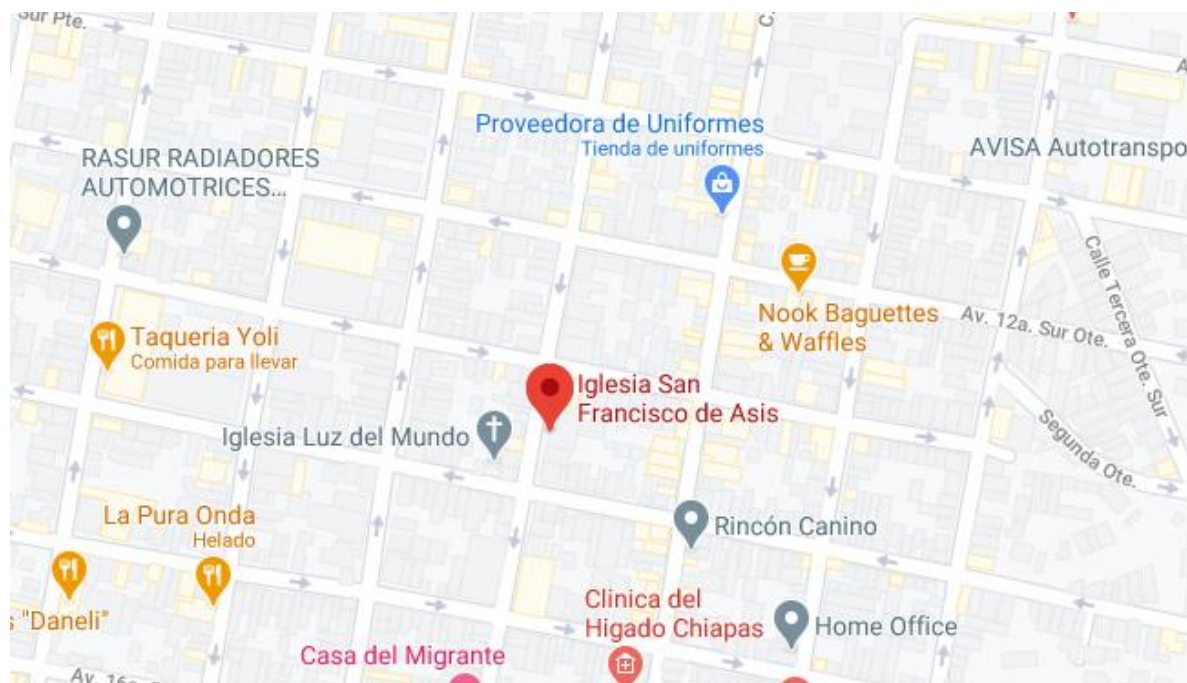 Sur Pte.
C.
A
Proveedora de Uniformes
Tienda de uniformes
AVISA Autotranspo
RASUR RADIADORES
AUTOMOTRICES...
Calle Tercera Ote. Sur
Nook Baguettes
& Waffles
Av. 12a. Sur Ote.
Taqueria Yoli
Comida para llevar
Iglesia San
Francisco de Asis
Iglesia Luz del Mundo
Segunda Ote.
La Pura Onda
Helado
Rincón Canino
s "Daneli"
Clinica del
Higado Chiapas
Home Office
Casa del Migrante